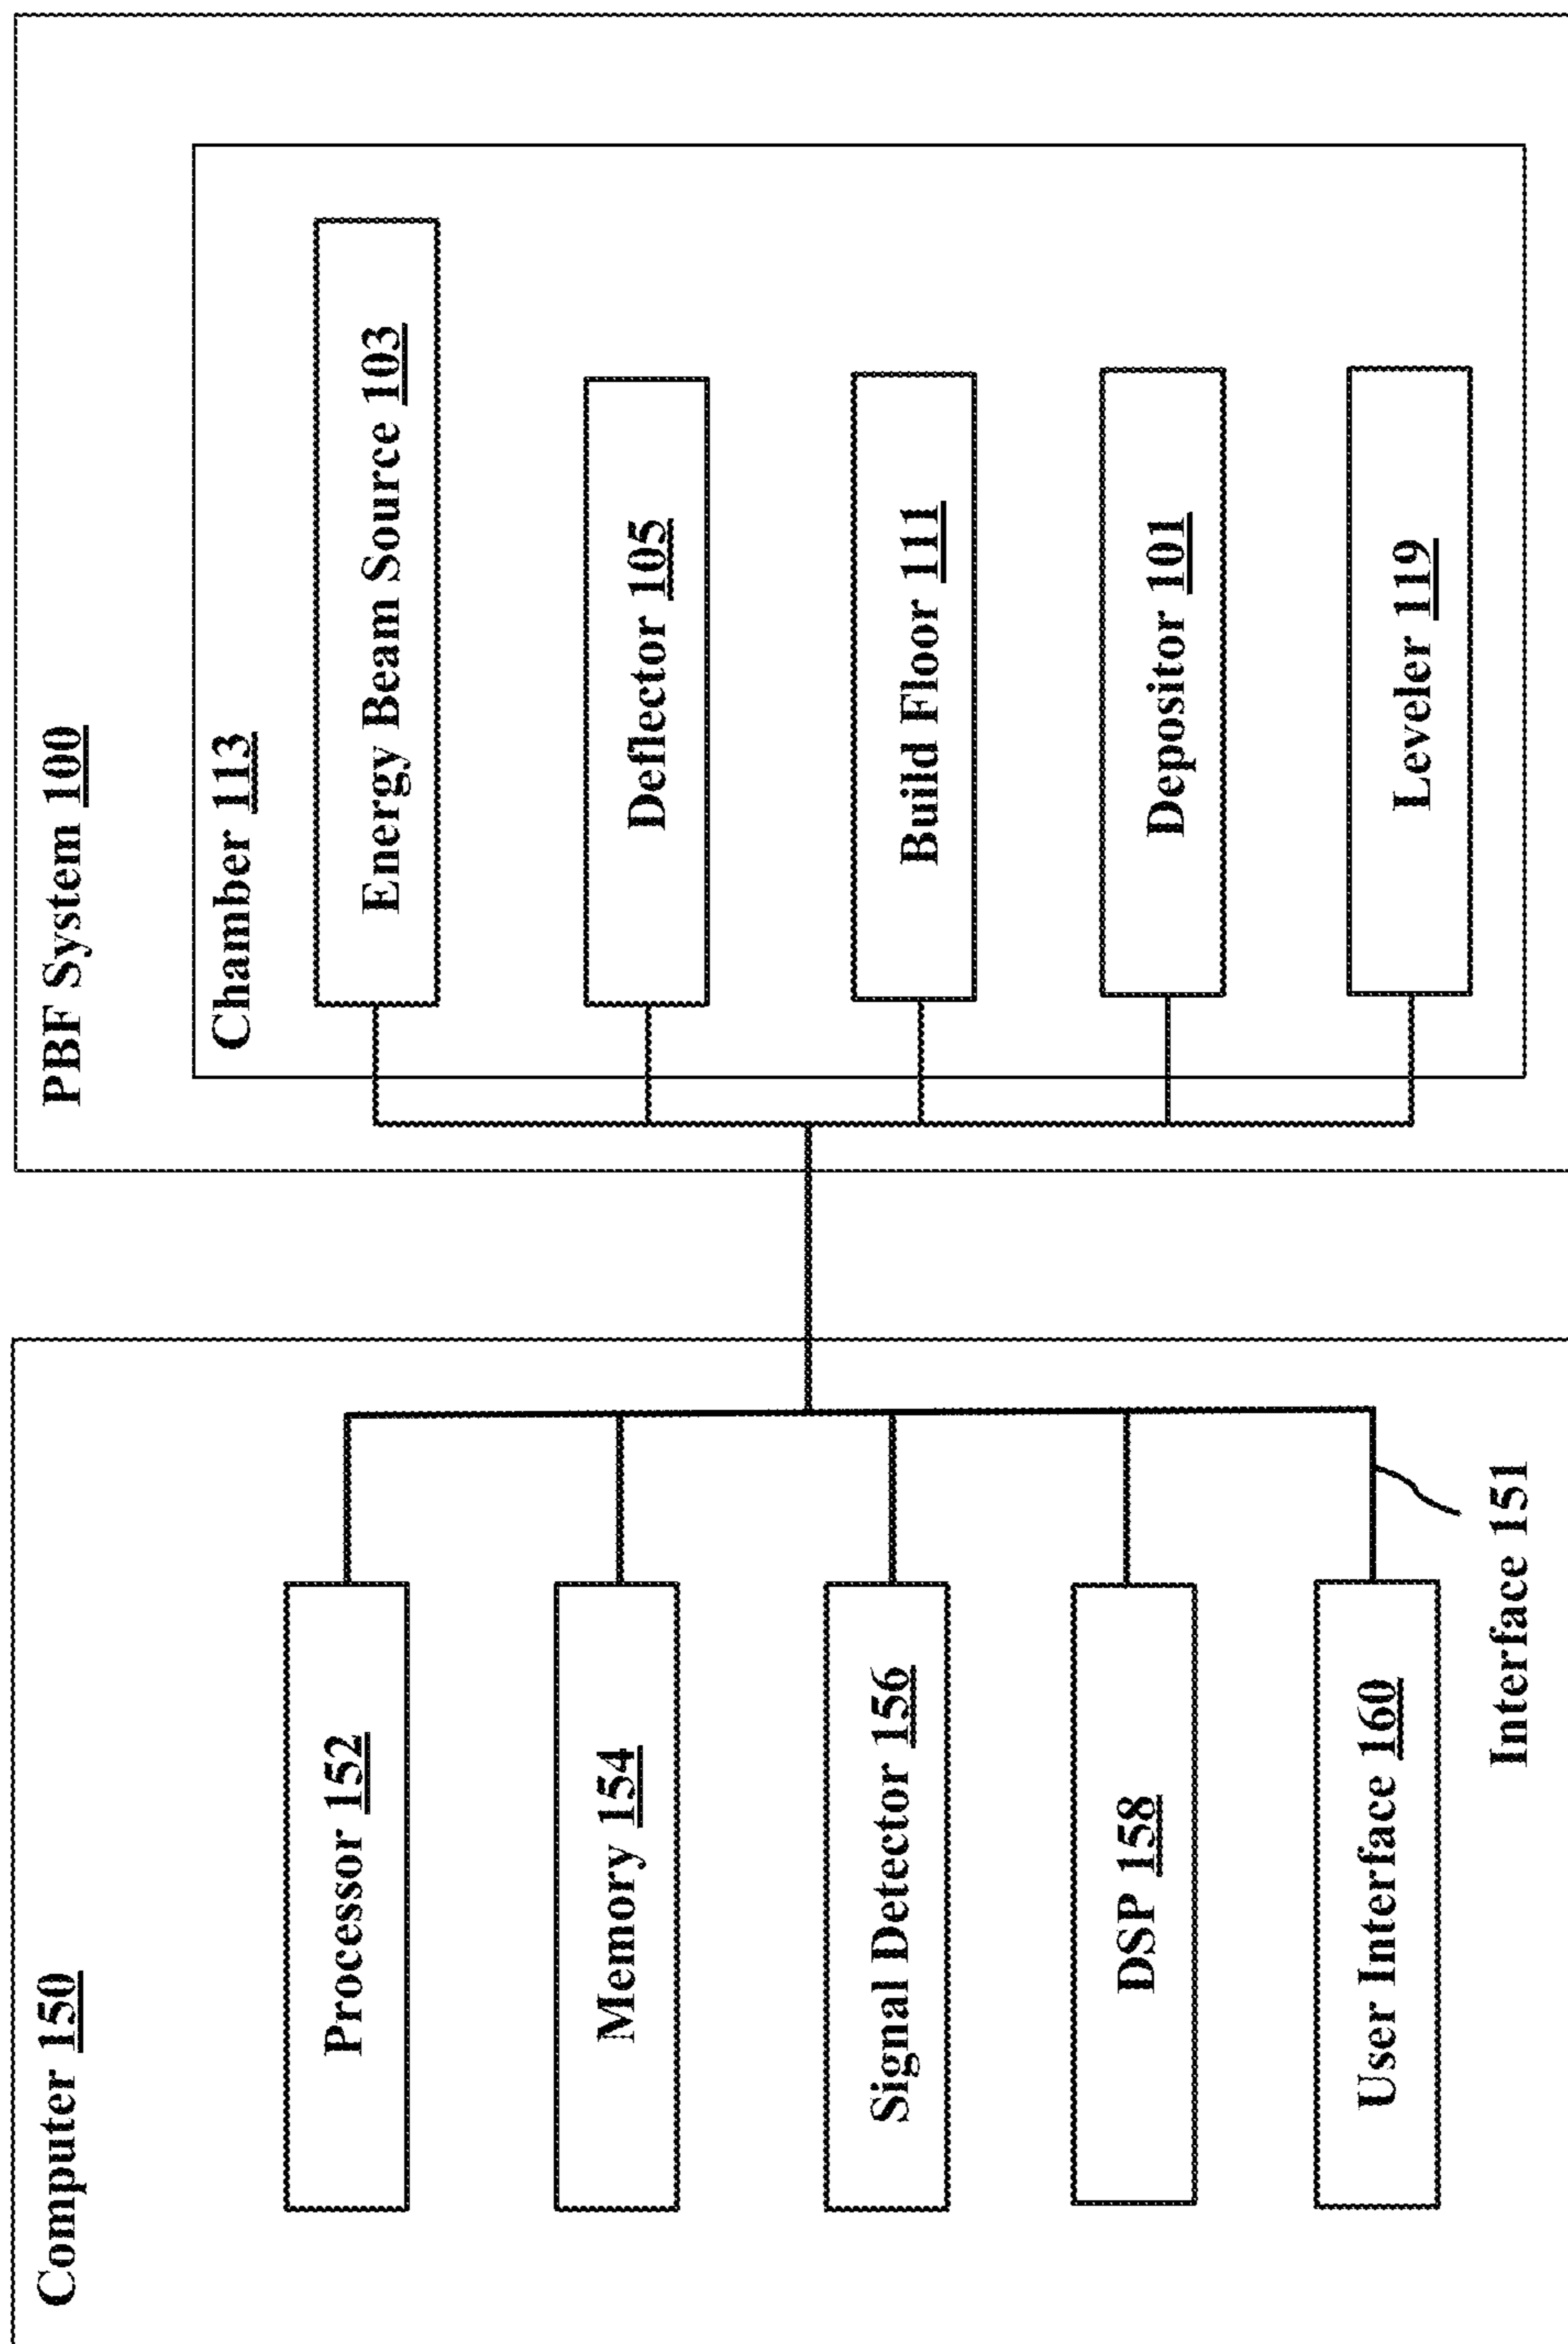 Computer 150
Processor 152
Memory 154
Signal Detector 156
DSP 158
User Interface 160
Interface 151
PBF System 100
Chamber 113
Energy Beam Source 103
Deflector 105
Build Floor 111
Depositor 101
Leveler 119